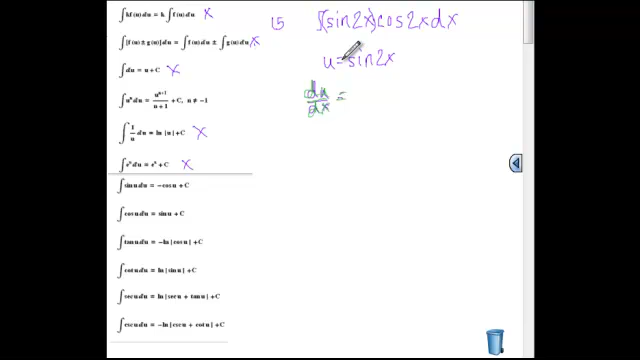 ∫kf(u)du = k∫f(u)du x
∫[f(u) ± g(u)]du = ∫f(u)du ± ∫g(u)du x
∫du = u + C x
∫uⁿdu = uⁿ⁺¹/(n+1) + C, n ≠ -1
∫1/u du = ln|u| + C x
∫eᵘdu = eᵘ + C x
∫sin u du = -cos u + C
∫cos u du = sin u + C
∫tan u du = -ln|cos u| + C
∫cot u du = ln|sin u| + C
∫sec u du = ln|sec u + tan u| + C
∫csc u du = -ln|csc u + cot u| + C
15 ∫(sin2x)cos2xdx
u = sin2x
du/dx =